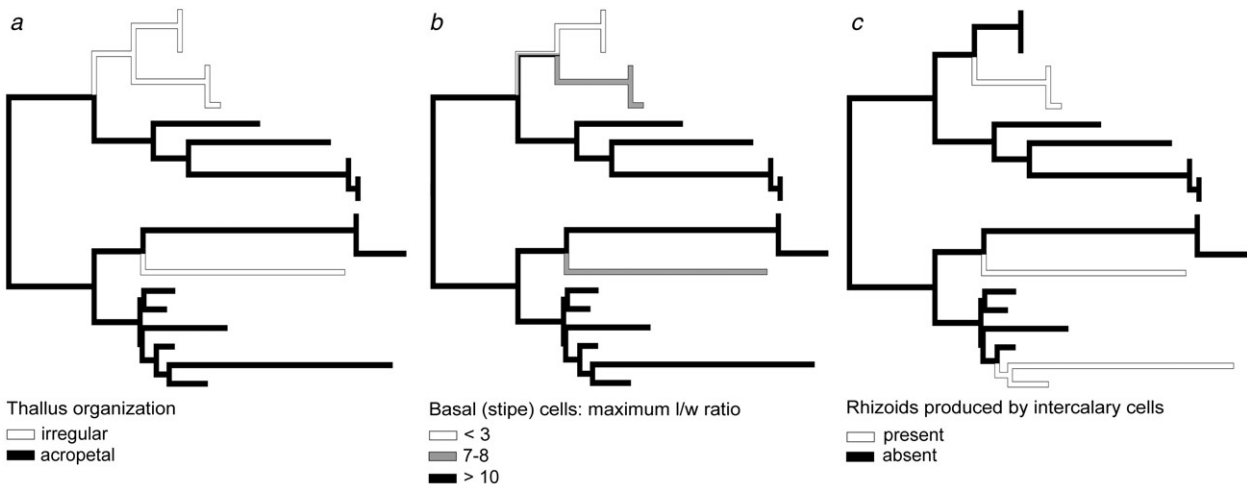 a
b
c
Thallus organization
irregular
acropetal
Basal (stipe) cells: maximum l/w ratio
< 3
7-8
> 10
Rhizoids produced by intercalary cells
present
absent